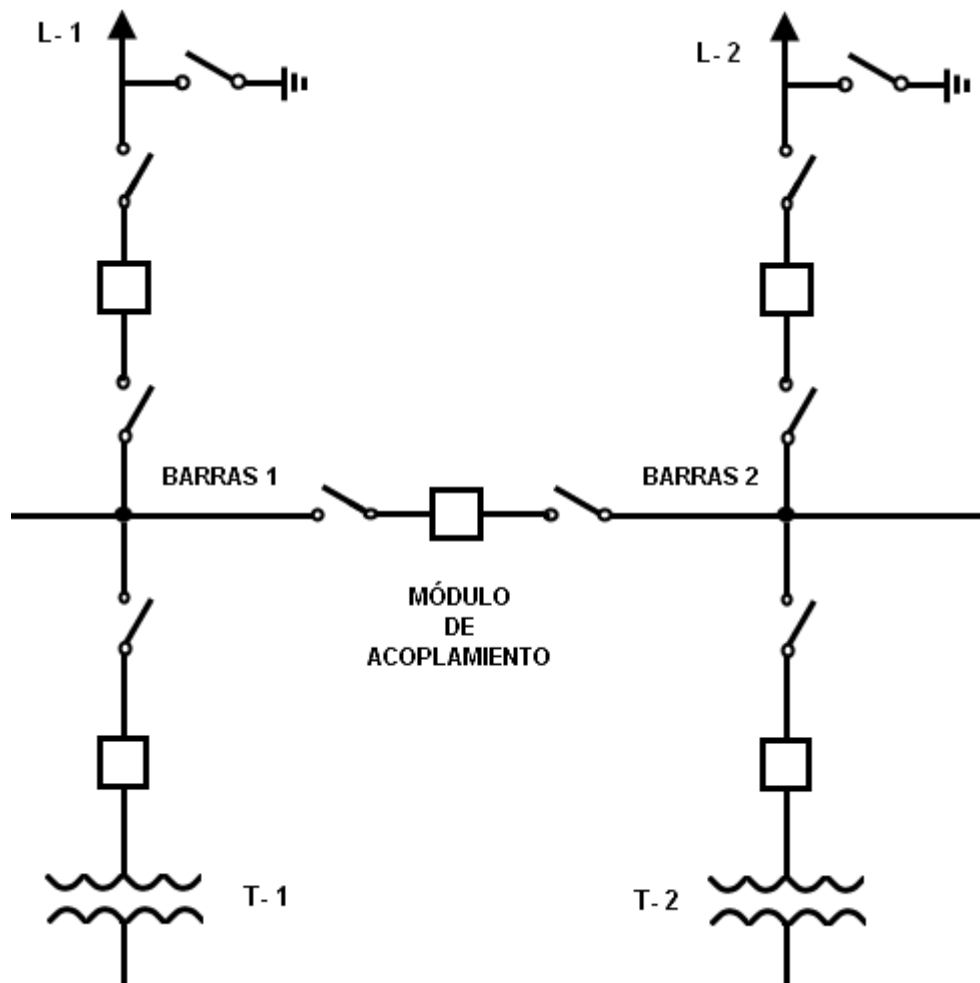 L- 1
L- 2
BARRAS 1
BARRAS 2
MÓDULO
DE
ACOPLAMIENTO
T- 1
T- 2